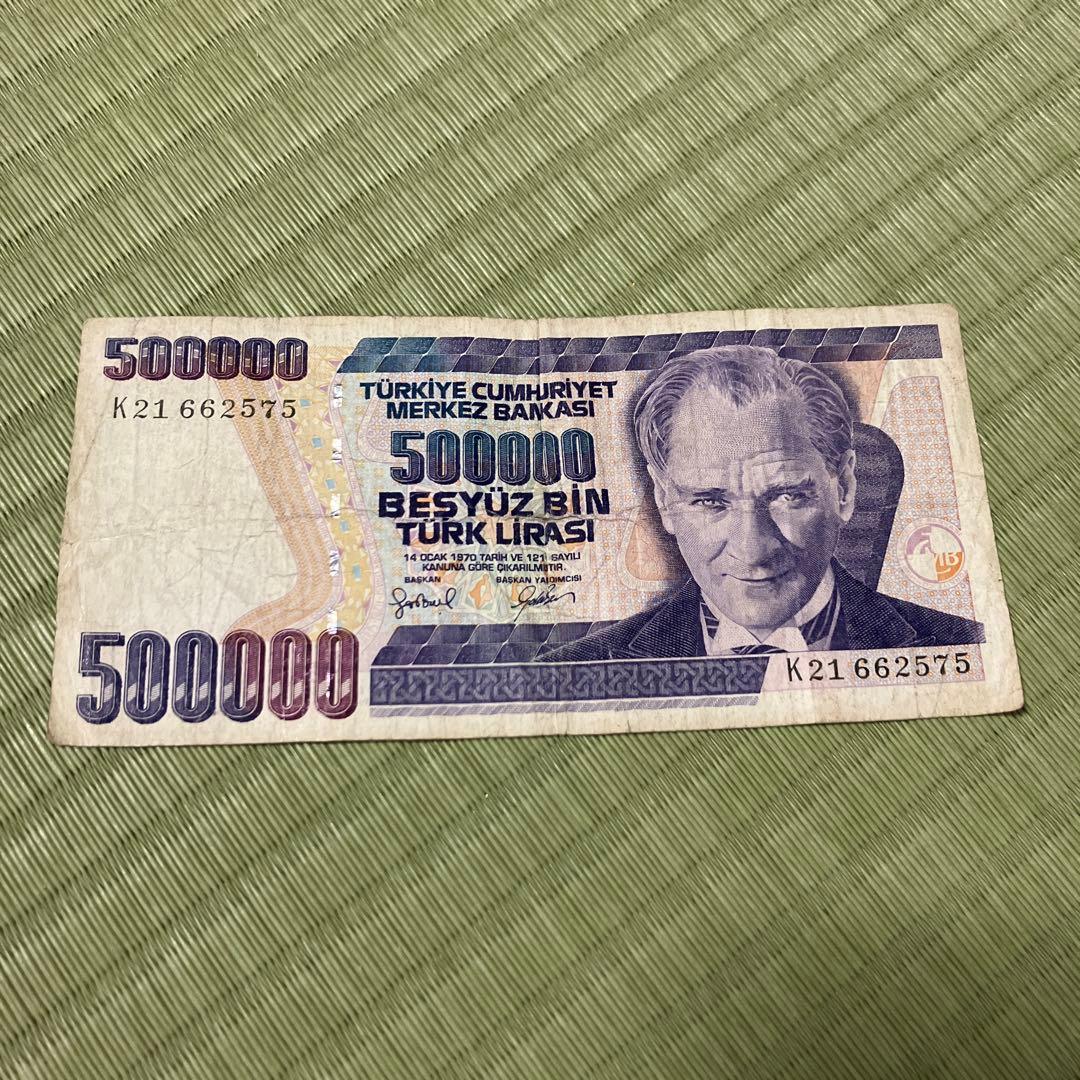 500000
K21 662575
TÜRKİYE CUMHURİYET
MERKEZ BANKASI
500000
BEŞYÜZ BİN
TÜRK LİRASI
14 OCAK 1970 TARİH VE 1211 SAYILI
KANUNA GÖRE ÇIKARILMIŞTIR.
BAŞKAN BAŞKAN YARDIMCISI
500000
K21 662575